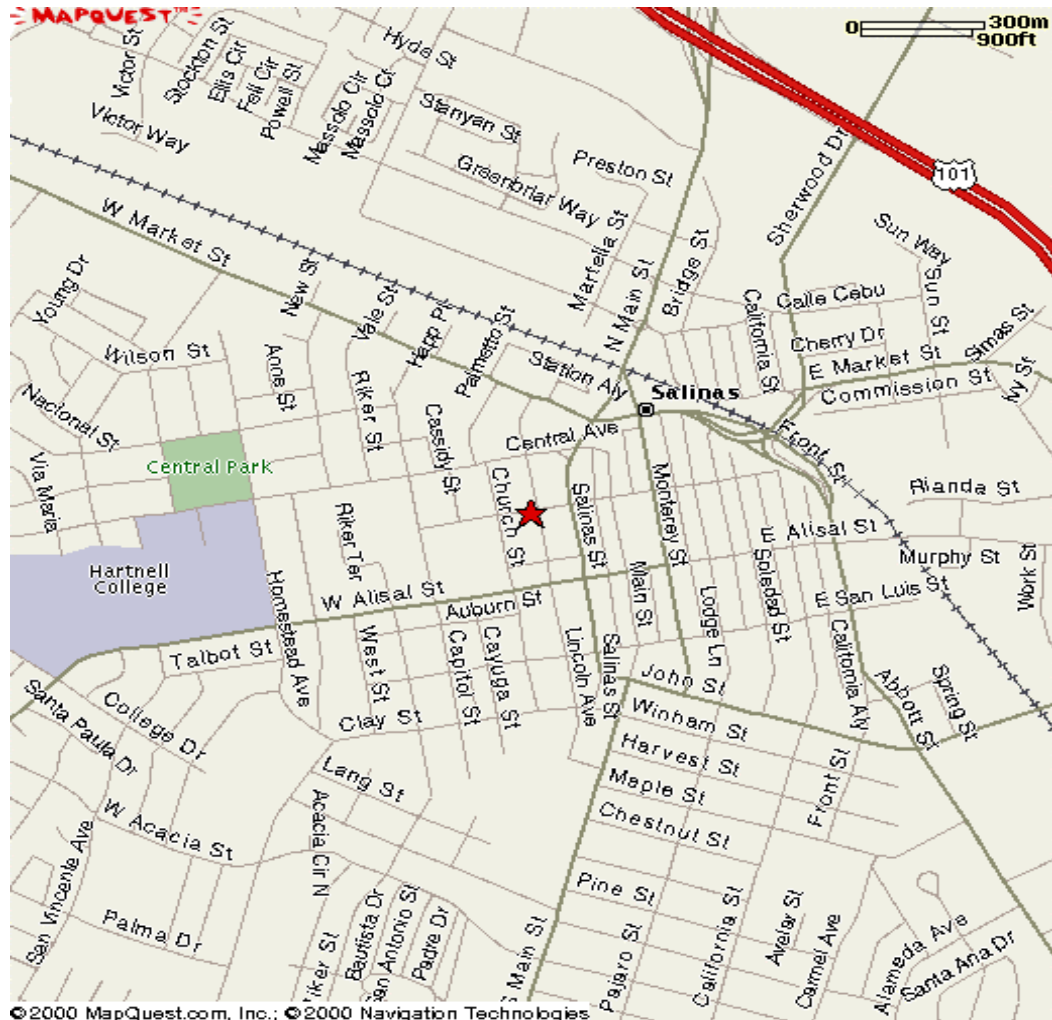 MAPQUEST™
0 300m
900ft
Victor St
Stockton St
Ellis Cir
Fell Cir
Powell St
Massolo Cir
Massolo Cr
Hyde St
Stanyan St
Victor Way
Greenbriar Way
Preston St
Sherwood Dr
101
W Market St
Martella St
N Main St
Bridge St
Sun Way
Sun St
Young Dr
New St
Vale St
Happ Pl
Palmetto St
California St
Calle Cebu
Cherry Dr
Simas St
Wilson St
Anne St
Station Aly
E Market St
Ivy St
Commission St
Nacional St
Riker St
Cassidy St
Salinas
Central Ave
Front St
Via Maria
Central Park
Church St
Salinas St
Monterey St
Rianda St
Riker Ter
E Alisal St
Hartnell
College
Murphy St
Work St
Homestead Ave
W Alisal St
Auburn St
Main St
Lodge Ln
E Soledad St
E San Luis St
Talbot St
West St
Capitol St
Cayuga St
Lincoln Ave
Salinas St
John St
California Aly
Abbott St
Spring St
Santa Paula Dr
College Dr
Clay St
Winham St
Harvest St
Lang St
Maple St
Front St
Chestnut St
W Acacia St
Acacia Cir N
San Vincente Ave
Palma Dr
Riker St
Bautista Dr
San Antonio St
Padre Dr
S Main St
Pine St
Pajaro St
California St
Avelar St
Carmel Ave
Alameda Ave
Santa Ana Dr
©2000 MapQuest.com, Inc.; ©2000 Navigation Technologies